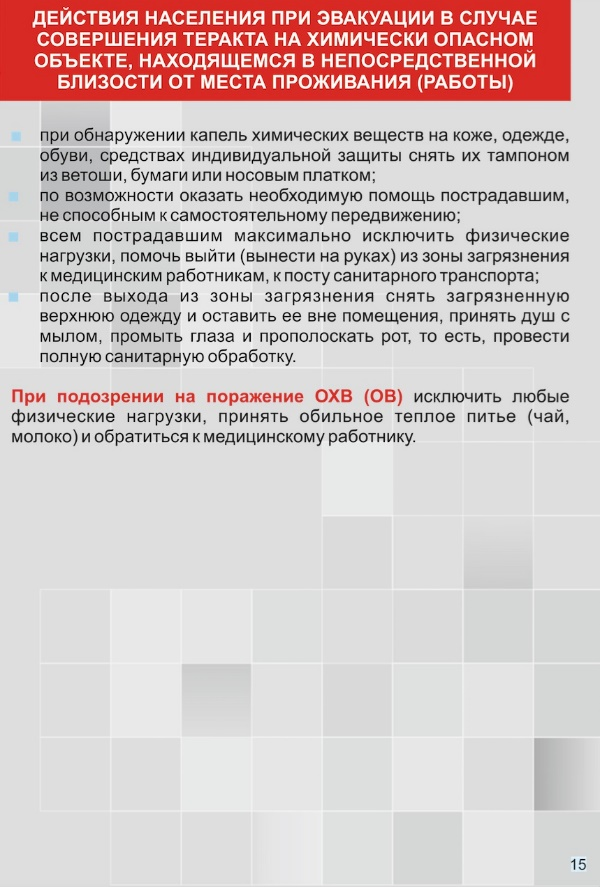 ДЕЙСТВИЯ НАСЕЛЕНИЯ ПРИ ЭВАКУАЦИИ В СЛУЧАЕ
СОВЕРШЕНИЯ ТЕРАКТА НА ХИМИЧЕСКИ ОПАСНОМ
ОБЪЕКТЕ, НАХОДЯЩЕМСЯ В НЕПОСРЕДСТВЕННОЙ
БЛИЗОСТИ ОТ МЕСТА ПРОЖИВАНИЯ (РАБОТЫ)
при обнаружении капель химических веществ на коже, одежде,
обуви, средствах индивидуальной защиты снять их тампоном
из ветоши, бумаги или носовым платком;
по возможности оказать необходимую помощь пострадавшим,
не способным к самостоятельному передвижению;
всем пострадавшим максимально исключить физические
нагрузки, помочь выйти (вынести на руках) из зоны загрязнения
к медицинским работникам, к посту санитарного транспорта;
после выхода из зоны загрязнения снять загрязненную
верхнюю одежду и оставить ее вне помещения, принять душ с
мылом, промыть глаза и прополоскать рот, то есть, провести
полную санитарную обработку.
При подозрении на поражение ОХВ (ОВ) исключить любые
физические нагрузки, принять обильное теплое питье (чай,
молоко) и обратиться к медицинскому работнику.
15